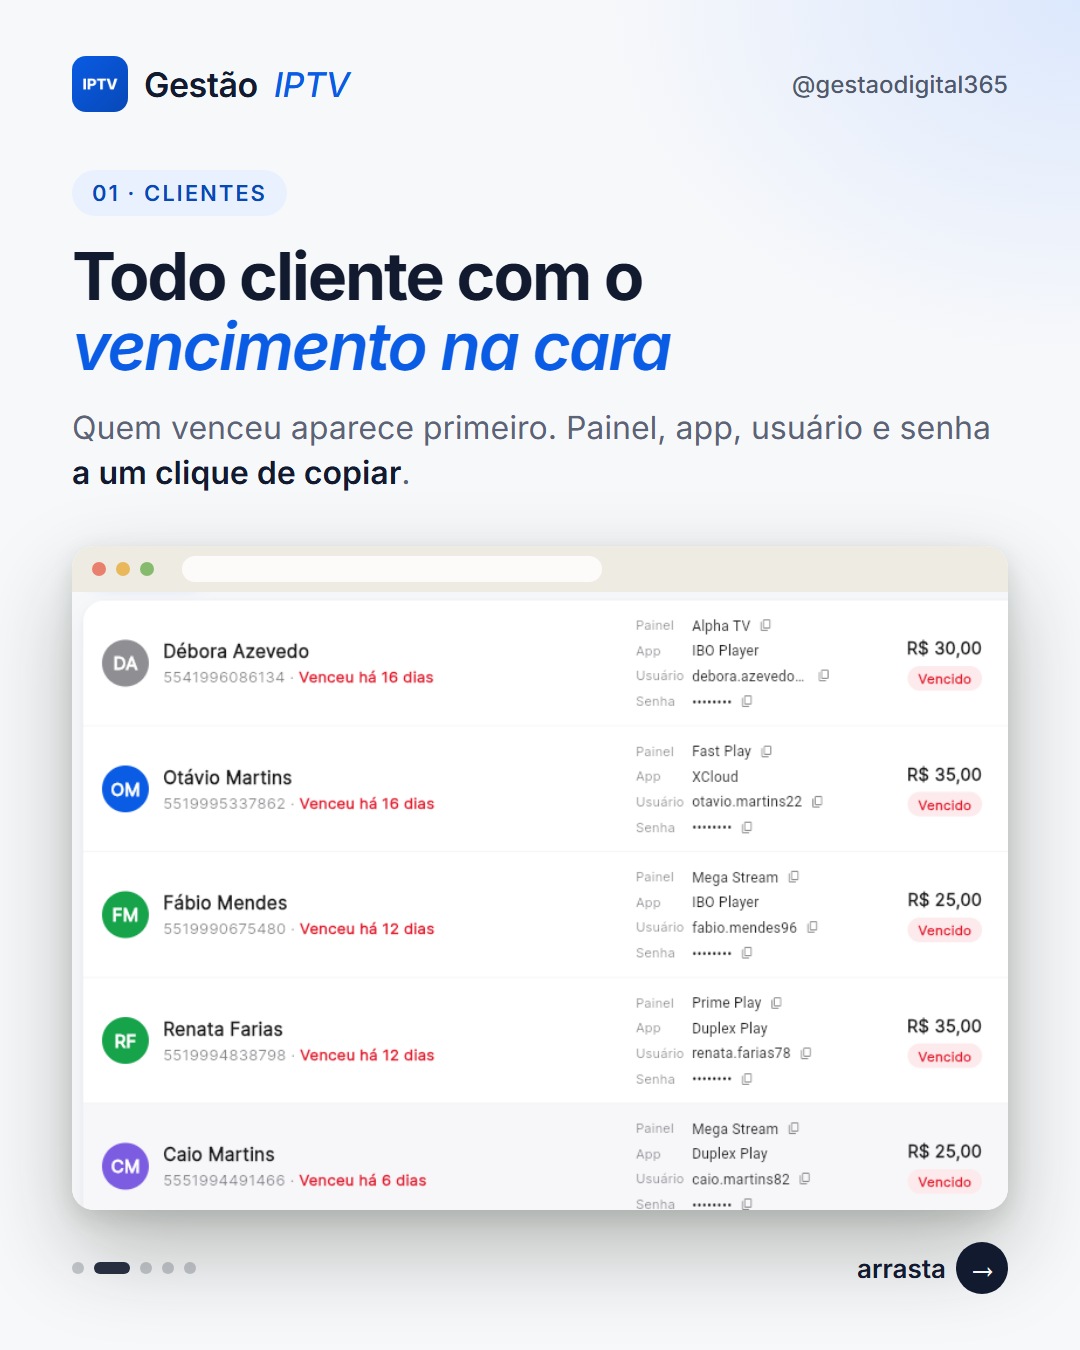 IPTV Gestão IPTV
@gestaodigital365
01 · CLIENTES
Todo cliente com o
vencimento na cara
Quem venceu aparece primeiro. Painel, app, usuário e senha
a um clique de copiar.
DA
Débora Azevedo
5541996086134 · Venceu há 16 dias
Painel Alpha TV
App IBO Player
Usuário debora.azevedo...
Senha ••••••••
R$ 30,00
Vencido
OM
Otávio Martins
5519995337862 · Venceu há 16 dias
Painel Fast Play
App XCloud
Usuário otavio.martins22
Senha ••••••••
R$ 35,00
Vencido
FM
Fábio Mendes
5519990675480 · Venceu há 12 dias
Painel Mega Stream
App IBO Player
Usuário fabio.mendes96
Senha ••••••••
R$ 25,00
Vencido
RF
Renata Farias
5519994838798 · Venceu há 12 dias
Painel Prime Play
App Duplex Play
Usuário renata.farias78
Senha ••••••••
R$ 35,00
Vencido
CM
Caio Martins
5551994491466 · Venceu há 6 dias
Painel Mega Stream
App Duplex Play
Usuário caio.martins82
Senha ••••••••
R$ 25,00
Vencido
arrasta →